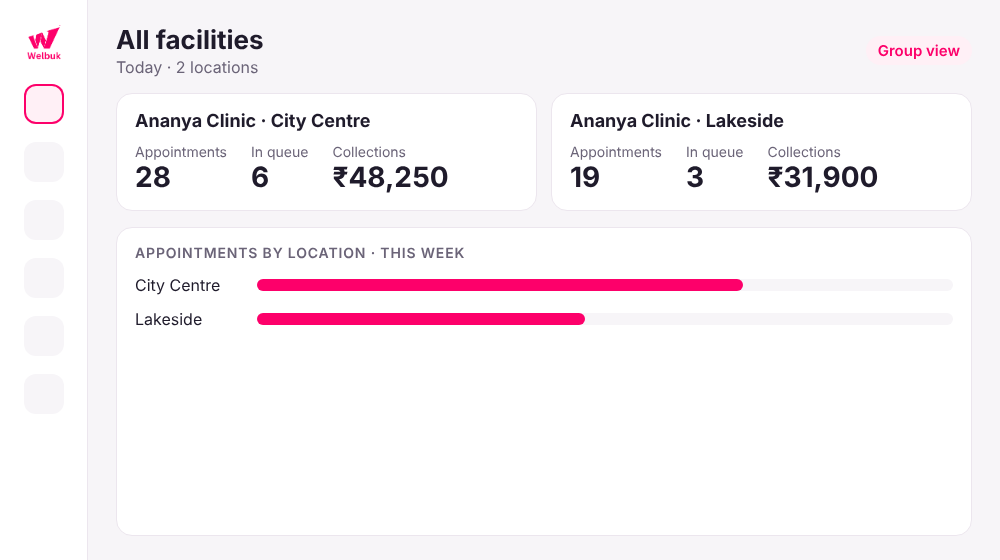 Welbuk
All facilities
Today · 2 locations
Group view
Ananya Clinic · City Centre
Appointments In queue Collections
28 6 ₹48,250
Ananya Clinic · Lakeside
Appointments In queue Collections
19 3 ₹31,900
APPOINTMENTS BY LOCATION · THIS WEEK
City Centre
Lakeside